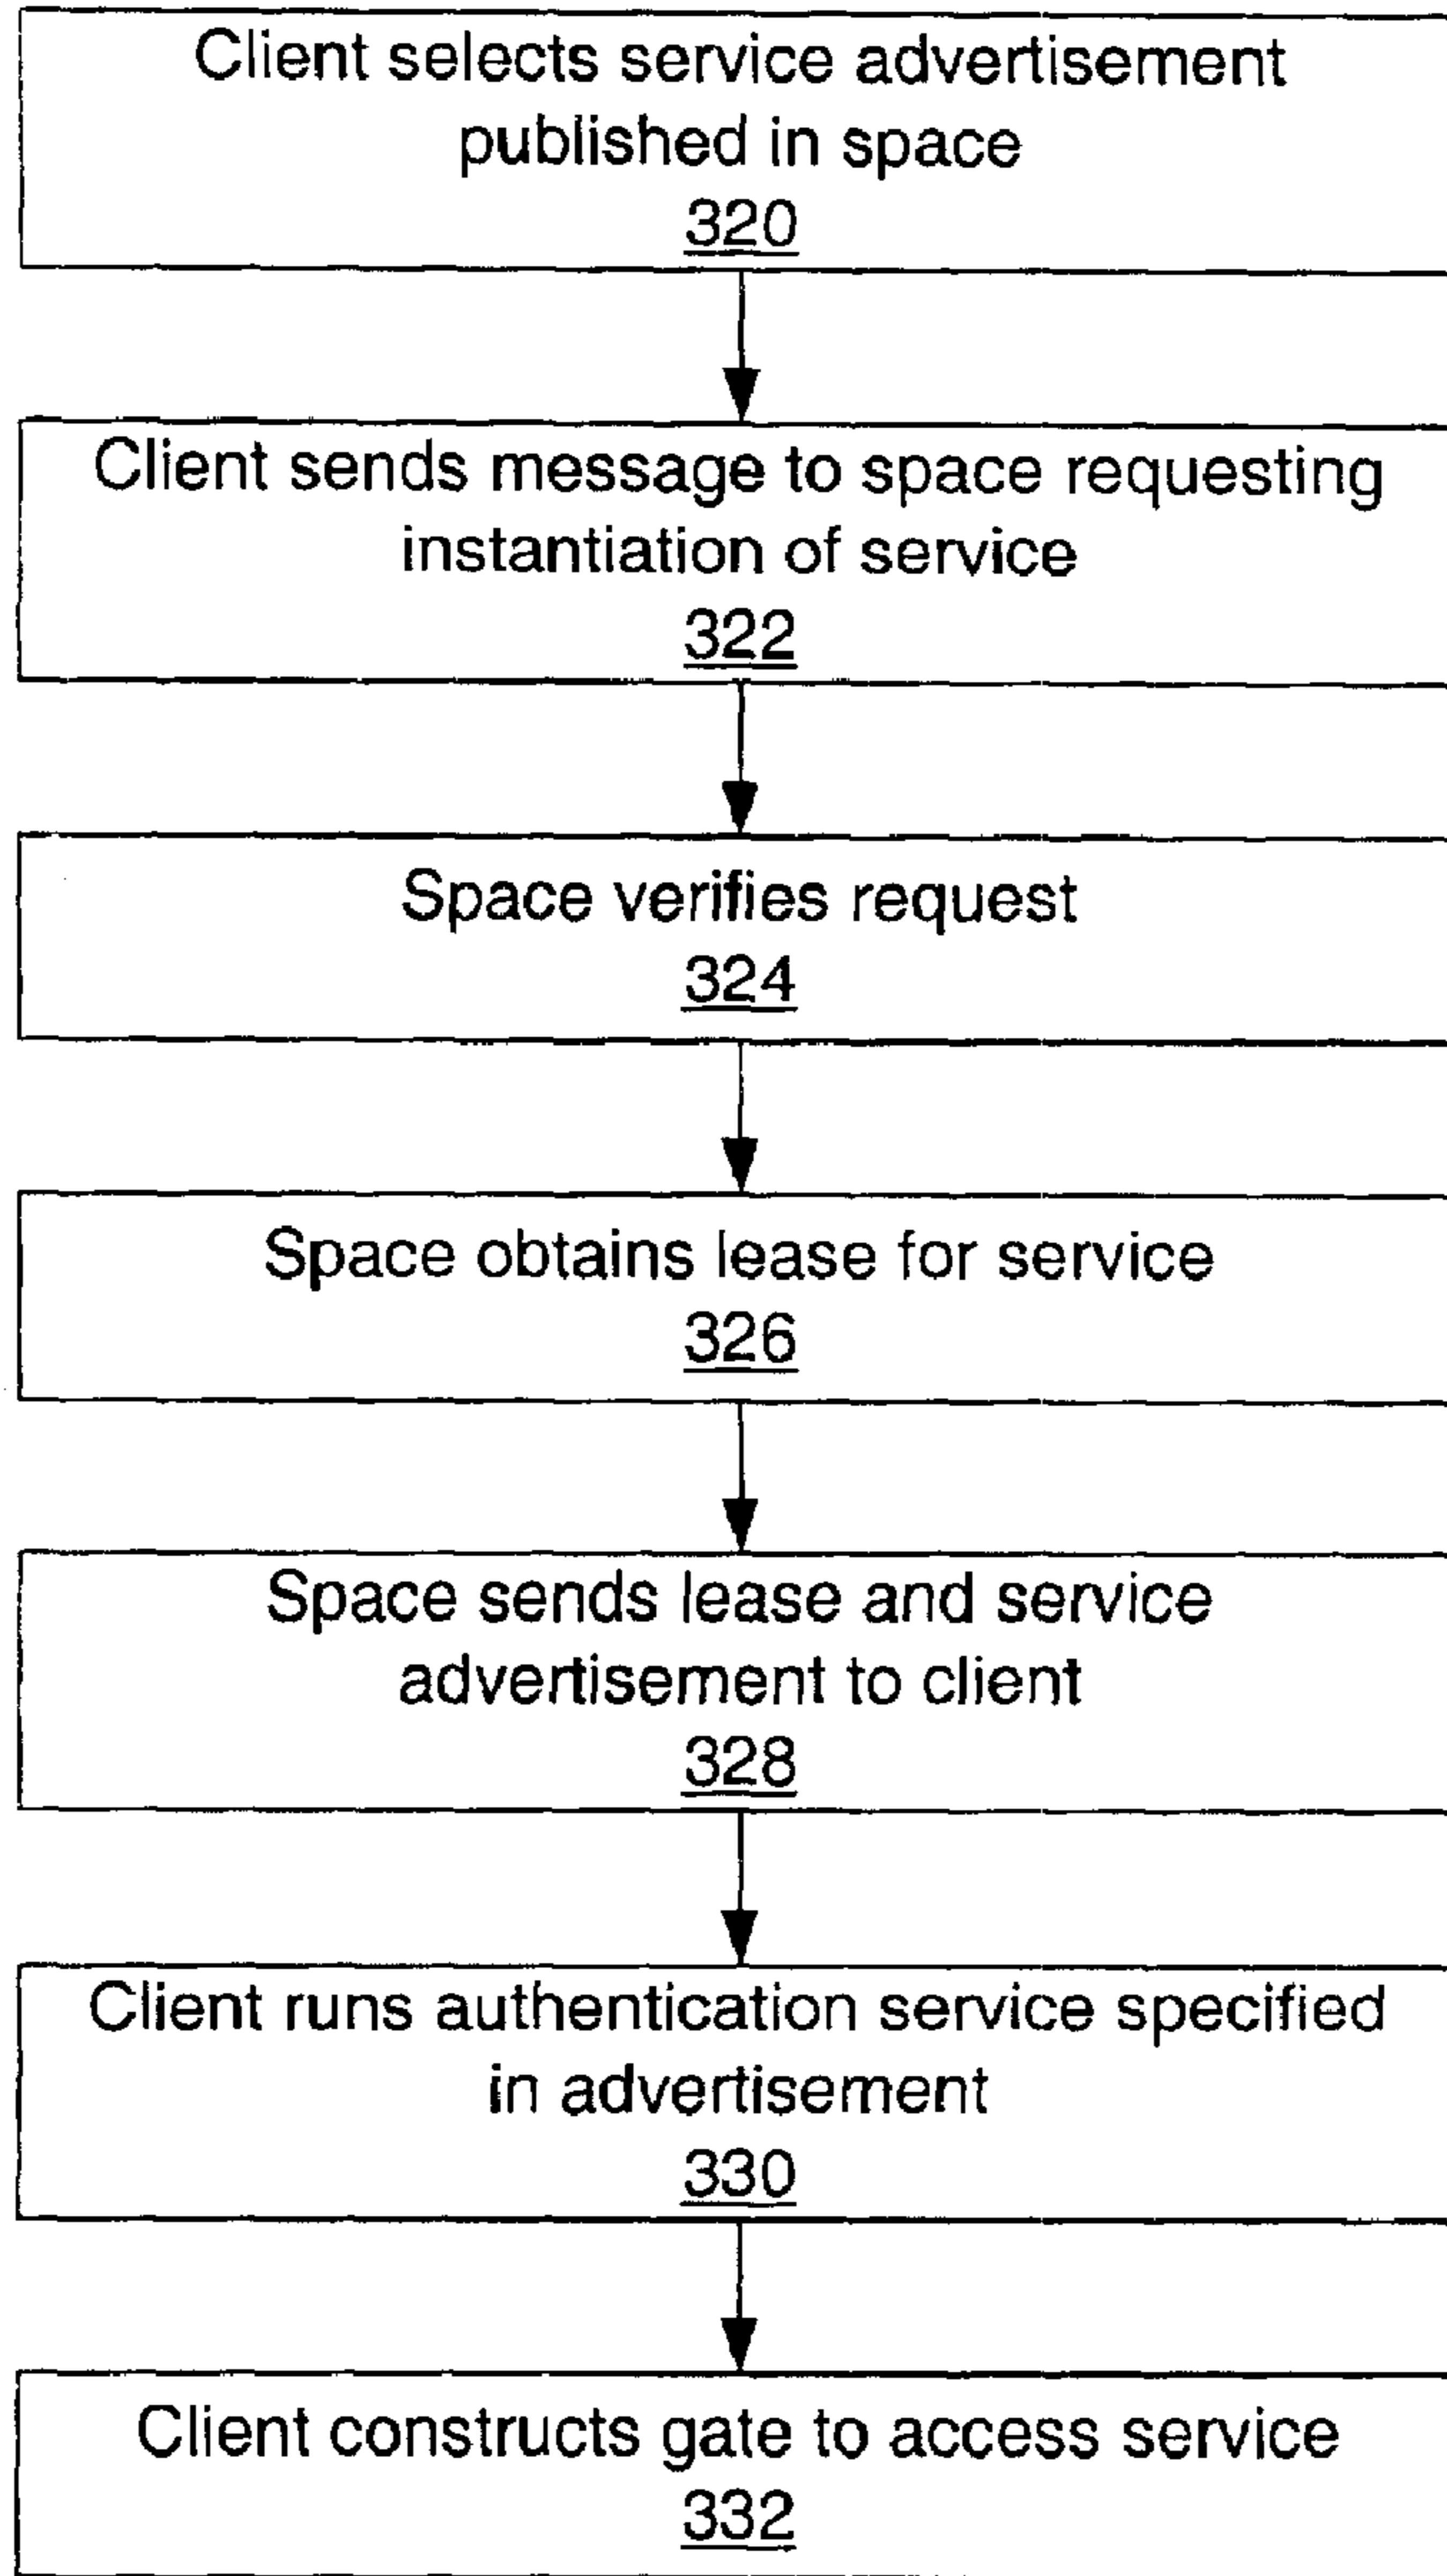 Client selects service advertisement
published in space
320
Client sends message to space requesting
instantiation of service
322
Space verifies request
324
Space obtains lease for service
326
Space sends lease and service
advertisement to client
328
Client runs authentication service specified
in advertisement
330
Client constructs gate to access service
332